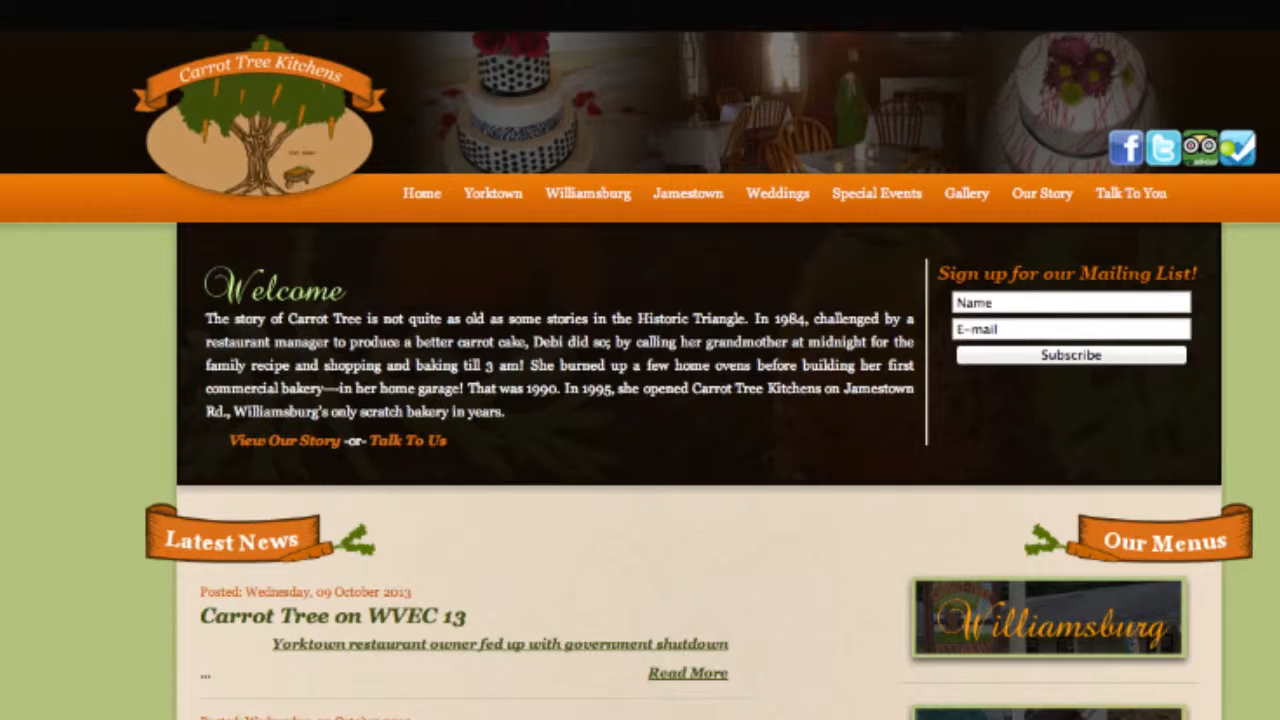 Carrot Tree Kitchens
Home Yorktown Williamsburg Jamestown Weddings Special Events Gallery Our Story Talk To You
Welcome
The story of Carrot Tree is not quite as old as some stories in the Historic Triangle. In 1984, challenged by a
restaurant manager to produce a better carrot cake, Debi did so; by calling her grandmother at midnight for the
family recipe and shopping and baking till 3 am! She burned up a few home ovens before building her first
commercial bakery—in her home garage! That was 1990. In 1995, she opened Carrot Tree Kitchens on Jamestown
Rd., Williamsburg's only scratch bakery in years.
View Our Story -or- Talk To Us
Sign up for our Mailing List!
Name
E-mail
Subscribe
Latest News
Our Menus
Posted: Wednesday, 09 October 2013
Carrot Tree on WVEC 13
Yorktown restaurant owner fed up with government shutdown
...
Read More
Williamsburg